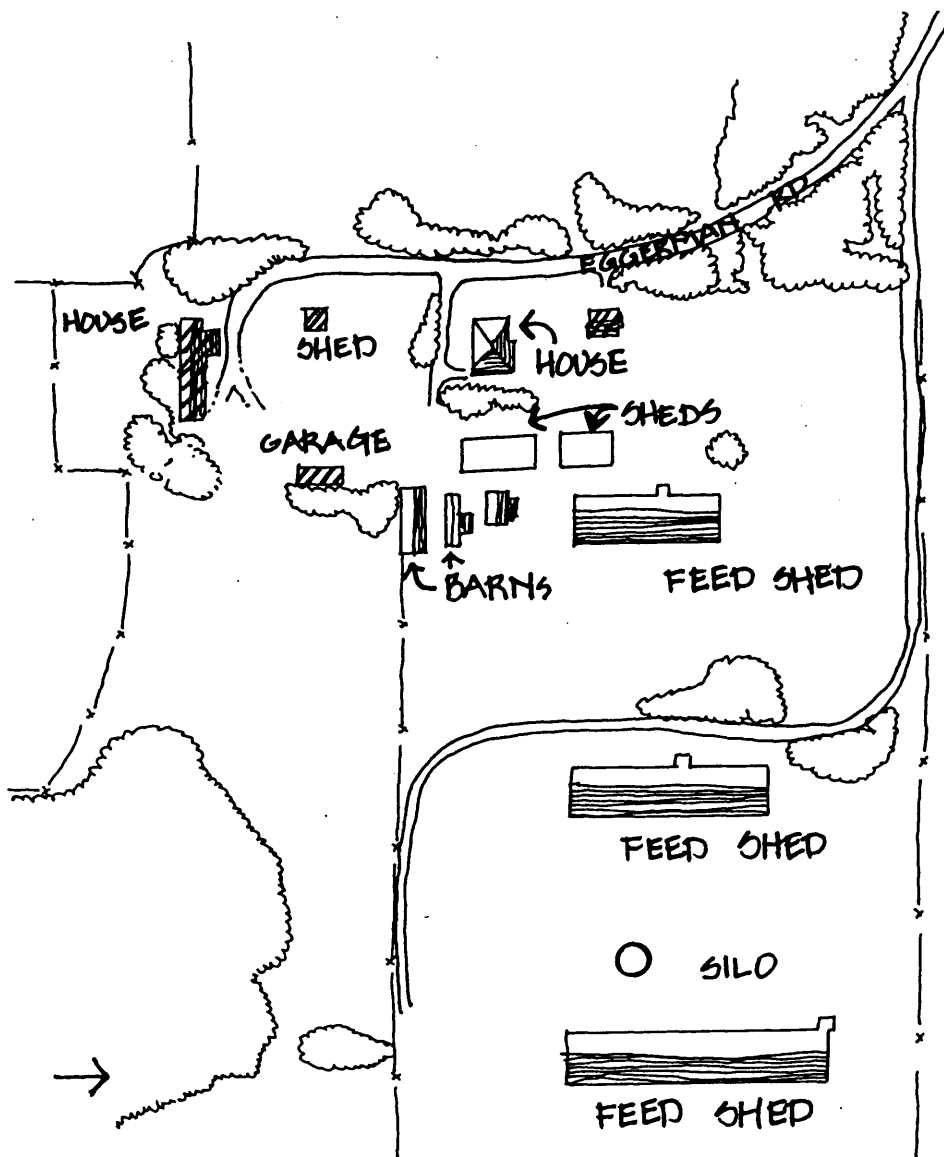 EGGERMAN RD
HOUSE
SHED
HOUSE
SHEDS
GARAGE
BARNS
FEED SHED
FEED SHED
SILO
FEED SHED